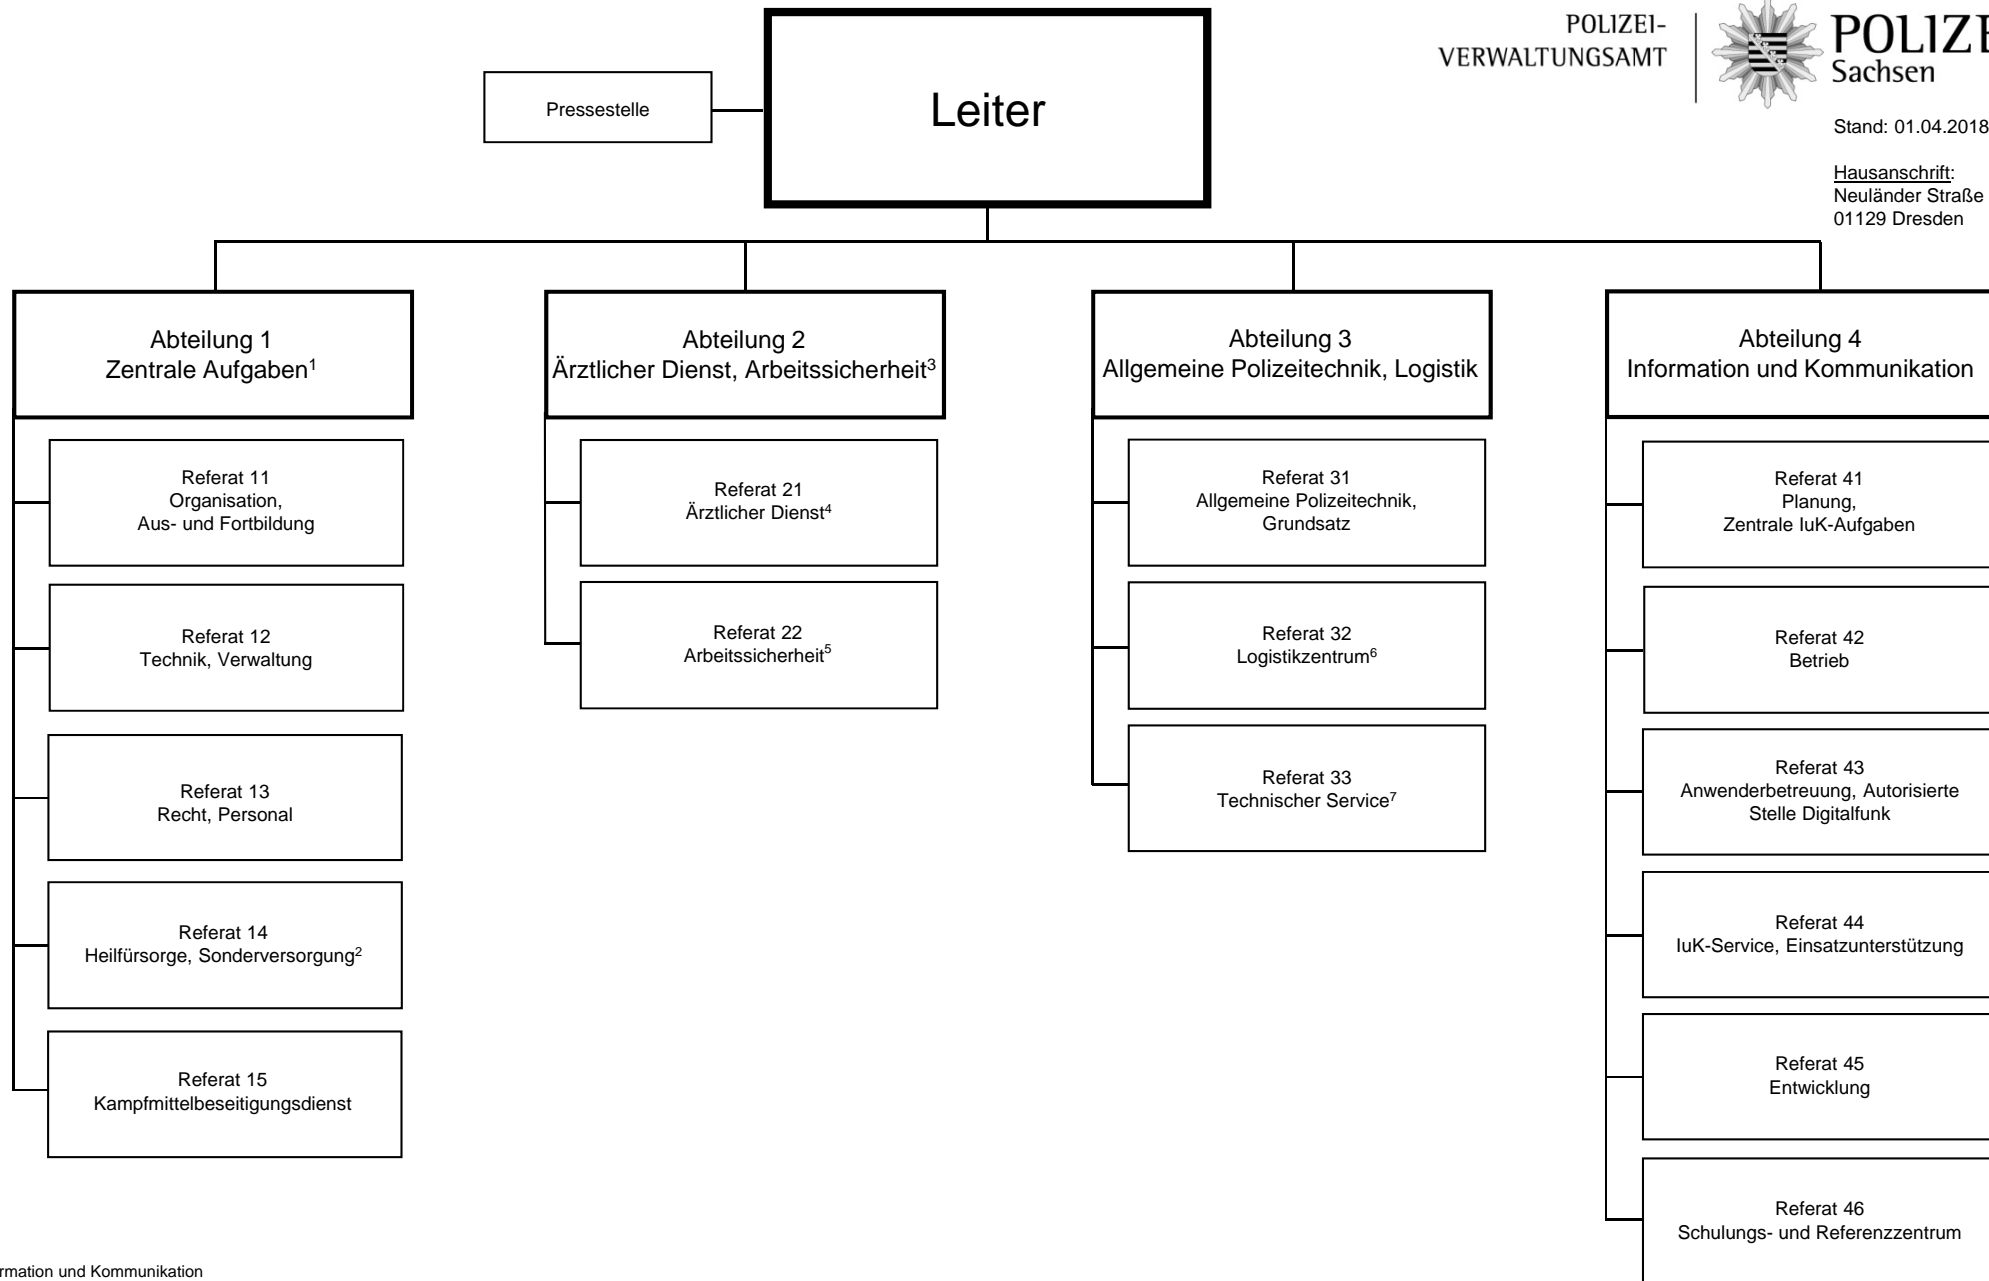 POLIZEI-
VERWALTUNGSAMT
POLIZE
Sachsen
Stand: 01.04.2018
Hausanschrift:
Neuländer Straße
01129 Dresden
Pressestelle
Leiter
Abteilung 1
Zentrale Aufgaben¹
Referat 11
Organisation,
Aus- und Fortbildung
Referat 12
Technik, Verwaltung
Referat 13
Recht, Personal
Referat 14
Heilfürsorge, Sonderversorgung²
Referat 15
Kampfmittelbeseitigungsdienst
Abteilung 2
Ärztlicher Dienst, Arbeitssicherheit³
Referat 21
Ärztlicher Dienst⁴
Referat 22
Arbeitssicherheit⁵
Abteilung 3
Allgemeine Polizeitechnik, Logistik
Referat 31
Allgemeine Polizeitechnik,
Grundsatz
Referat 32
Logistikzentrum⁶
Referat 33
Technischer Service⁷
Abteilung 4
Information und Kommunikation
Referat 41
Planung,
Zentrale IuK-Aufgaben
Referat 42
Betrieb
Referat 43
Anwenderbetreuung, Autorisierte
Stelle Digitalfunk
Referat 44
IuK-Service, Einsatzunterstützung
Referat 45
Entwicklung
Referat 46
Schulungs- und Referenzzentrum
rmation und Kommunikation